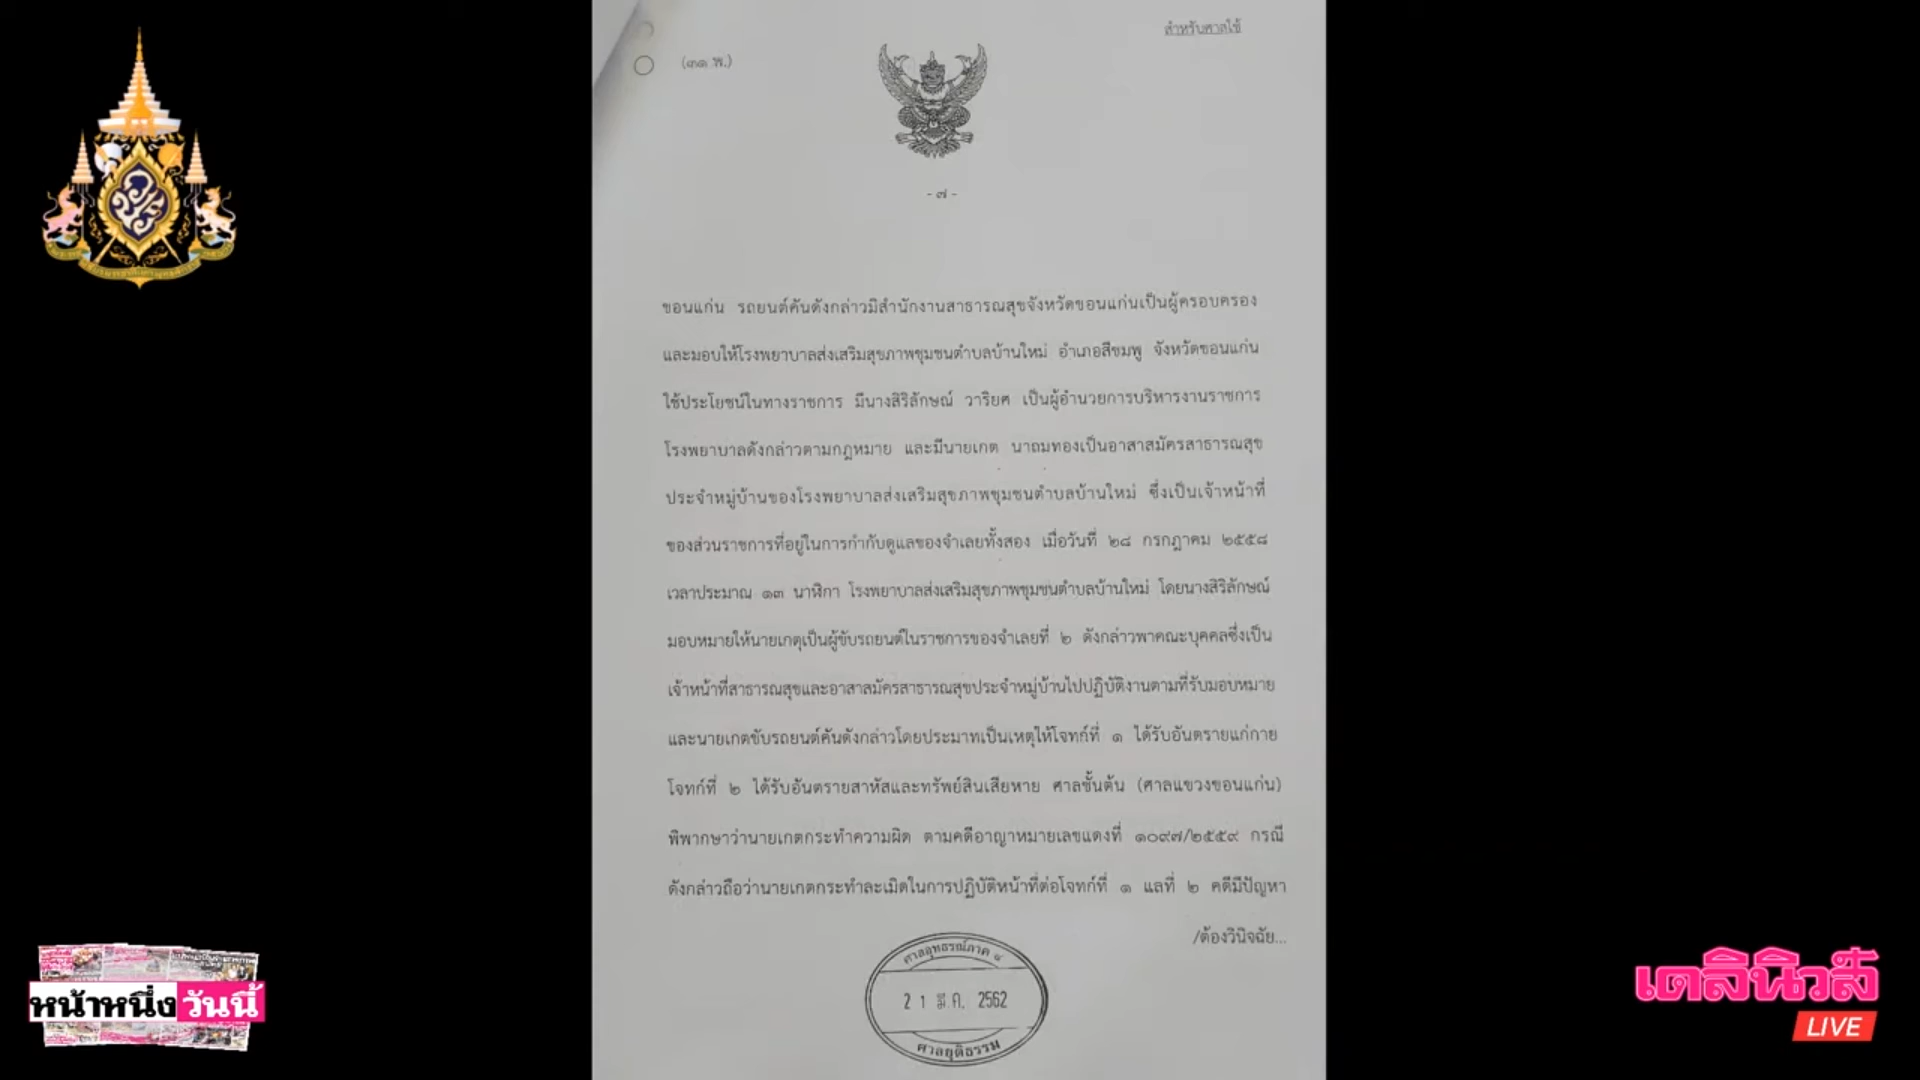 สำหรับศาลใช้
(๓๑ พ.)
- ๗ -
ขอนแก่น รถยนต์คันดังกล่าวมีสำนักงานสาธารณสุขจังหวัดขอนแก่นเป็นผู้ครอบครอง
และมอบให้โรงพยาบาลส่งเสริมสุขภาพชุมชนตำบลบ้านใหม่ อำเภอสีชมพู จังหวัดขอนแก่น
ใช้ประโยชน์ในทางราชการ มีนางสิริลักษณ์ วาริยศ เป็นผู้อำนวยการบริหารงานราชการ
โรงพยาบาลดังกล่าวตามกฎหมาย และมีนายเกต นาถมทองเป็นอาสาสมัครสาธารณสุข
ประจำหมู่บ้านของโรงพยาบาลส่งเสริมสุขภาพชุมชนตำบลบ้านใหม่ ซึ่งเป็นเจ้าหน้าที่
ของส่วนราชการที่อยู่ในการกำกับดูแลของจำเลยทั้งสอง เมื่อวันที่ ๒๘ กรกฎาคม ๒๕๕๘
เวลาประมาณ ๑๓ นาฬิกา โรงพยาบาลส่งเสริมสุขภาพชุมชนตำบลบ้านใหม่ โดยนางสิริลักษณ์
มอบหมายให้นายเกตุเป็นผู้ขับรถยนต์ในราชการของจำเลยที่ ๒ ดังกล่าวพาคณะบุคคลซึ่งเป็น
เจ้าหน้าที่สาธารณสุขและอาสาสมัครสาธารณสุขประจำหมู่บ้านไปปฏิบัติงานตามที่รับมอบหมาย
และนายเกตขับรถยนต์คันดังกล่าวโดยประมาทเป็นเหตุให้โจทก์ที่ ๑ ได้รับอันตรายแก่กาย
โจทก์ที่ ๒ ได้รับอันตรายสาหัสและทรัพย์สินเสียหาย ศาลชั้นต้น (ศาลแขวงขอนแก่น)
พิพากษาว่านายเกตกระทำความผิด ตามคดีอาญาหมายเลขแดงที่ ๑๐๙๗/๒๕๕๙ กรณี
ดังกล่าวถือว่านายเกตกระทำละเมิดในการปฏิบัติหน้าที่ต่อโจทก์ที่ ๑ แลที่ ๒ คดีมีปัญหา
/ต้องวินิจฉัย...
ศาลอุทธรณ์ภาค ๔
2 1 มี.ค. 2562
ศาลยุติธรรม
หน้าหนึ่งวันนี้
เดลินิวส์
LIVE